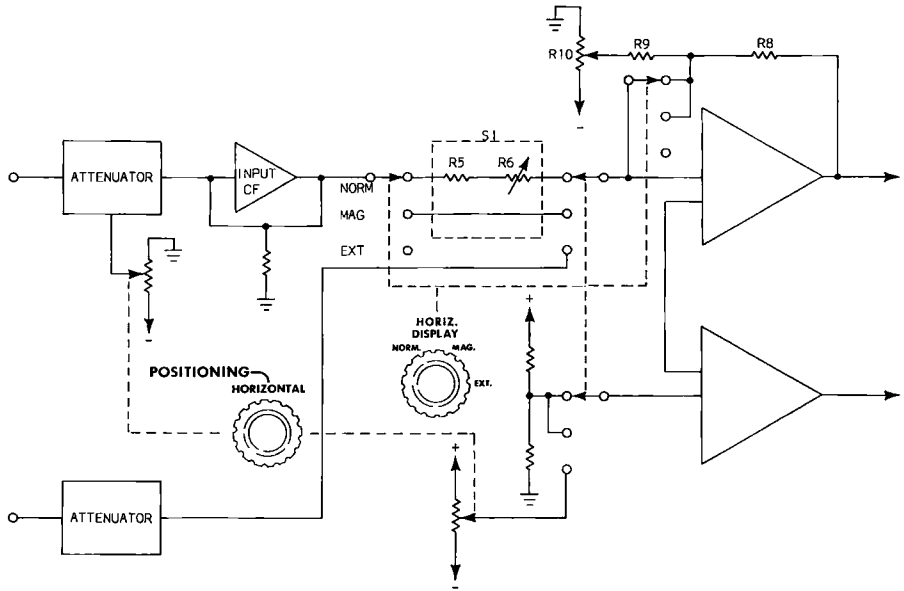 R10
R9
R8
S1
ATTENUATOR
INPUT
CF
NORM
R5
R6
MAG
EXT
+
-
-
HORIZ.
DISPLAY
NORM.
MAG.
EXT.
POSITIONING
HORIZONTAL
+
ATTENUATOR
-